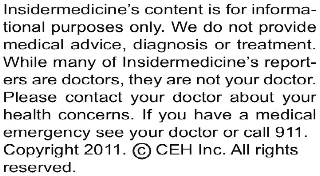 Insidermedicine's content is for informa-
tional purposes only. We do not provide
medical advice, diagnosis or treatment.
While many of Insidermedicine's report-
ers are doctors, they are not your doctor.
Please contact your doctor about your
health concerns. If you have a medical
emergency see your doctor or call 911.
Copyright 2011. © CEH Inc. All rights
reserved.